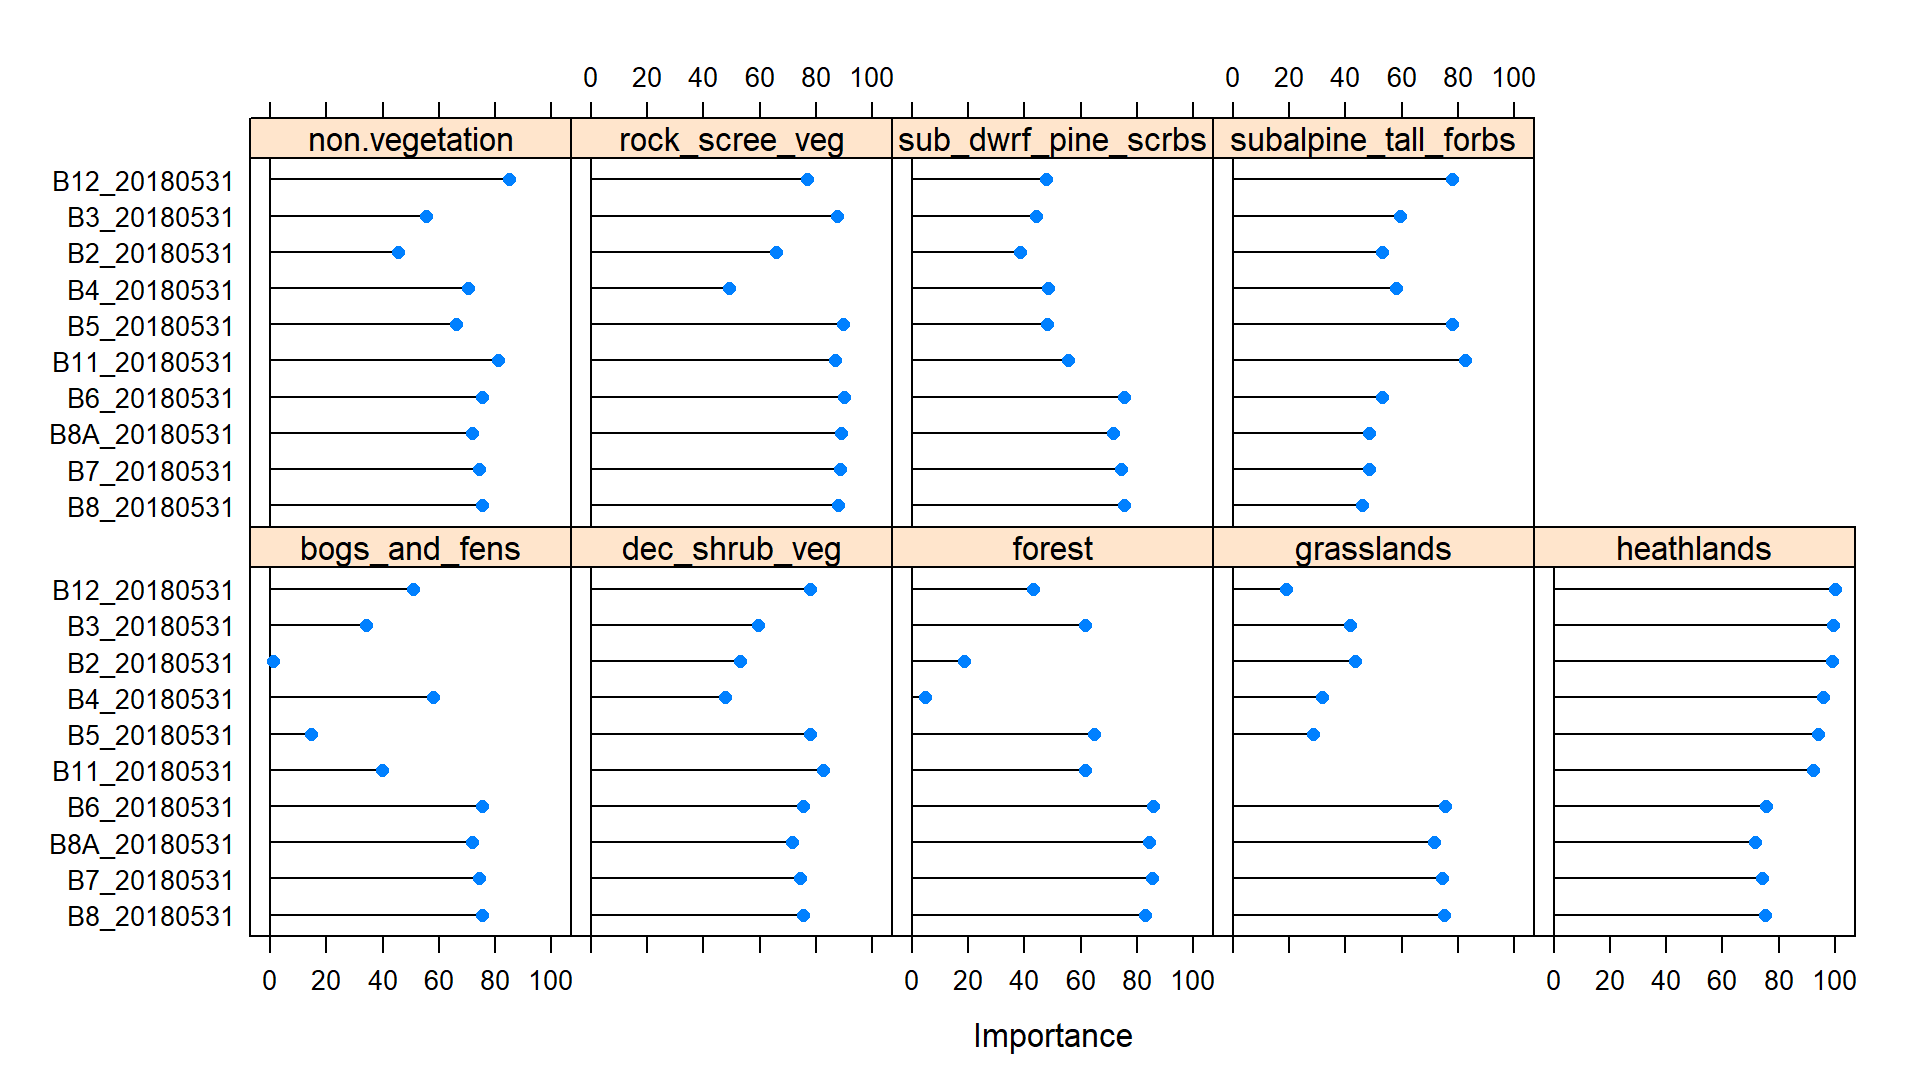 0 20 40 60 80 100 0 20 40 60 80 100
non.vegetation rock_scree_veg sub_dwrf_pine_scrbs subalpine_tall_forbs
B12_20180531
B3_20180531
B2_20180531
B4_20180531
B5_20180531
B11_20180531
B6_20180531
B8A_20180531
B7_20180531
B8_20180531
bogs_and_fens dec_shrub_veg forest grasslands heathlands
B12_20180531
B3_20180531
B2_20180531
B4_20180531
B5_20180531
B11_20180531
B6_20180531
B8A_20180531
B7_20180531
B8_20180531
0 20 40 60 80 100 0 20 40 60 80 100 0 20 40 60 80 100
Importance